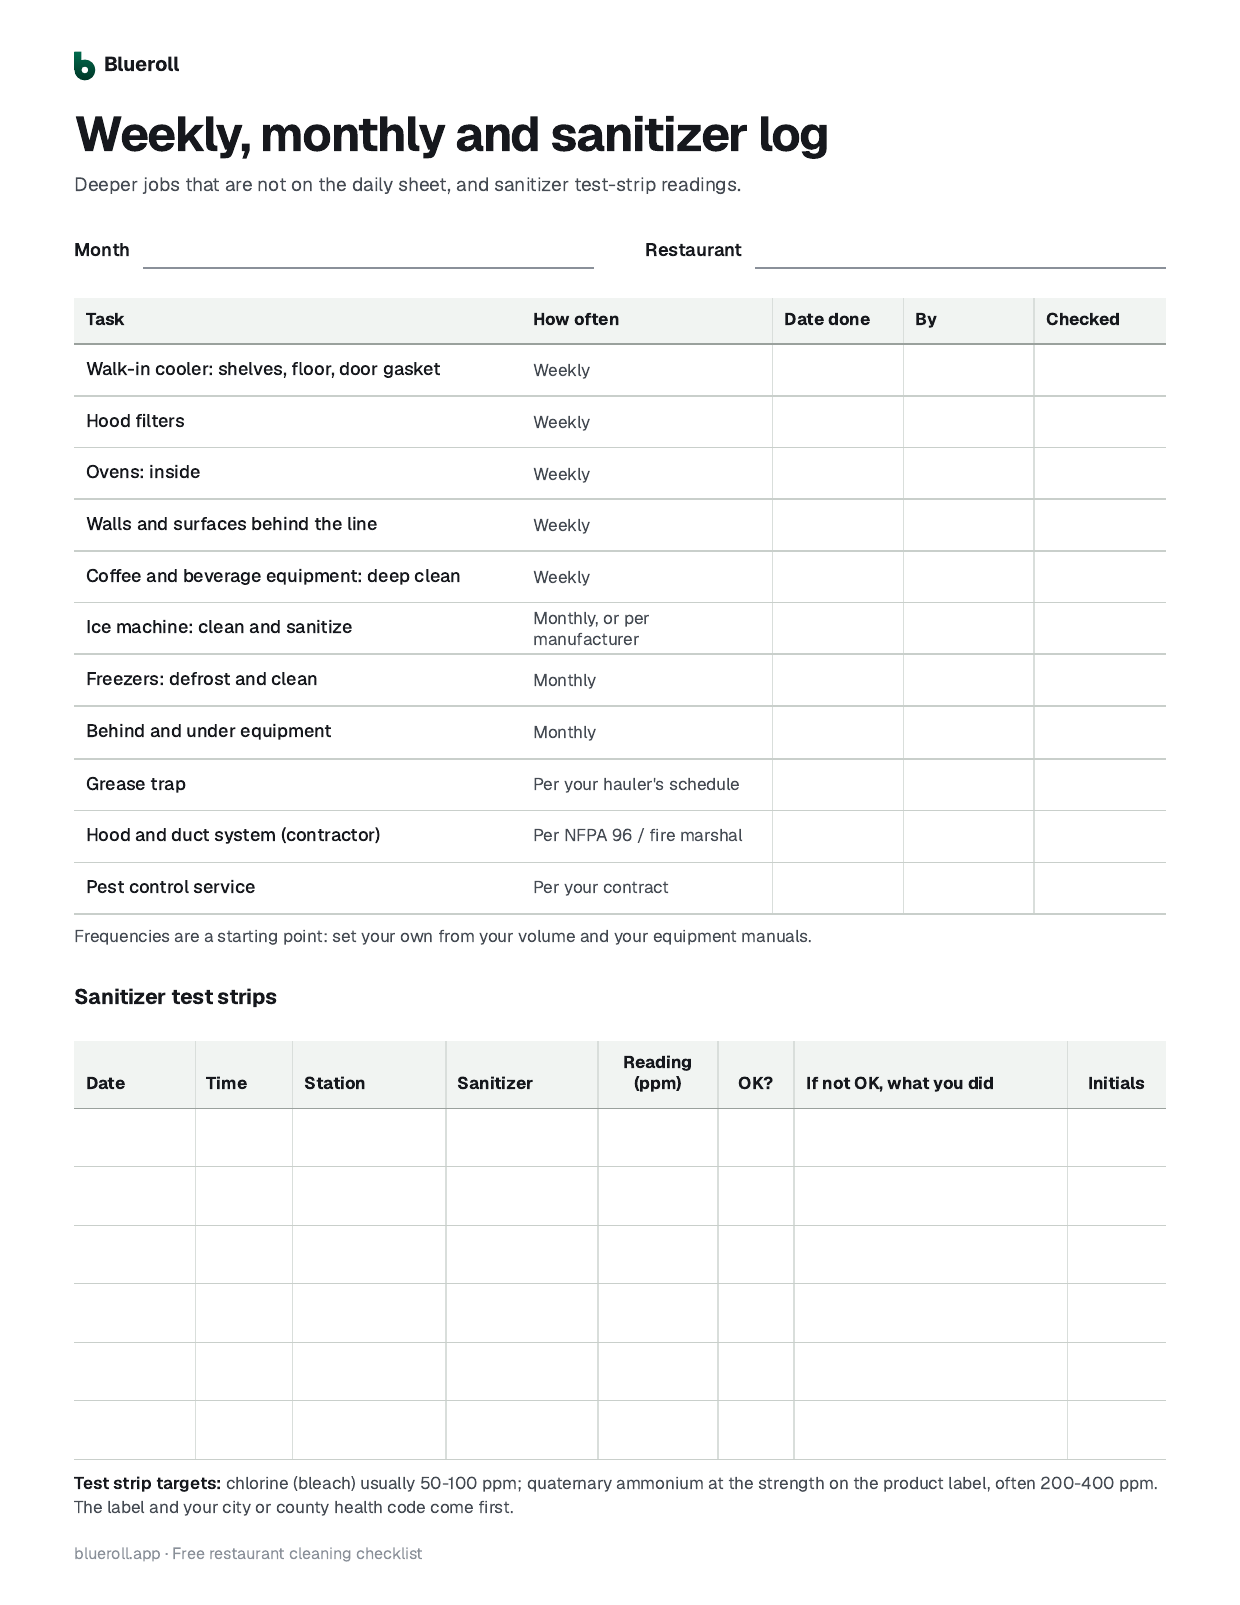 Blueroll
Weekly, monthly and sanitizer log
Deeper jobs that are not on the daily sheet, and sanitizer test-strip readings.
Month
Restaurant
Task How often Date done By Checked
Walk-in cooler: shelves, floor, door gasket Weekly
Hood filters Weekly
Ovens: inside Weekly
Walls and surfaces behind the line Weekly
Coffee and beverage equipment: deep clean Weekly
Ice machine: clean and sanitize Monthly, or per
manufacturer
Freezers: defrost and clean Monthly
Behind and under equipment Monthly
Grease trap Per your hauler's schedule
Hood and duct system (contractor) Per NFPA 96 / fire marshal
Pest control service Per your contract
Frequencies are a starting point: set your own from your volume and your equipment manuals.
Sanitizer test strips
Date Time Station Sanitizer Reading
(ppm) OK? If not OK, what you did Initials
Test strip targets: chlorine (bleach) usually 50-100 ppm; quaternary ammonium at the strength on the product label, often 200-400 ppm.
The label and your city or county health code come first.
blueroll.app · Free restaurant cleaning checklist